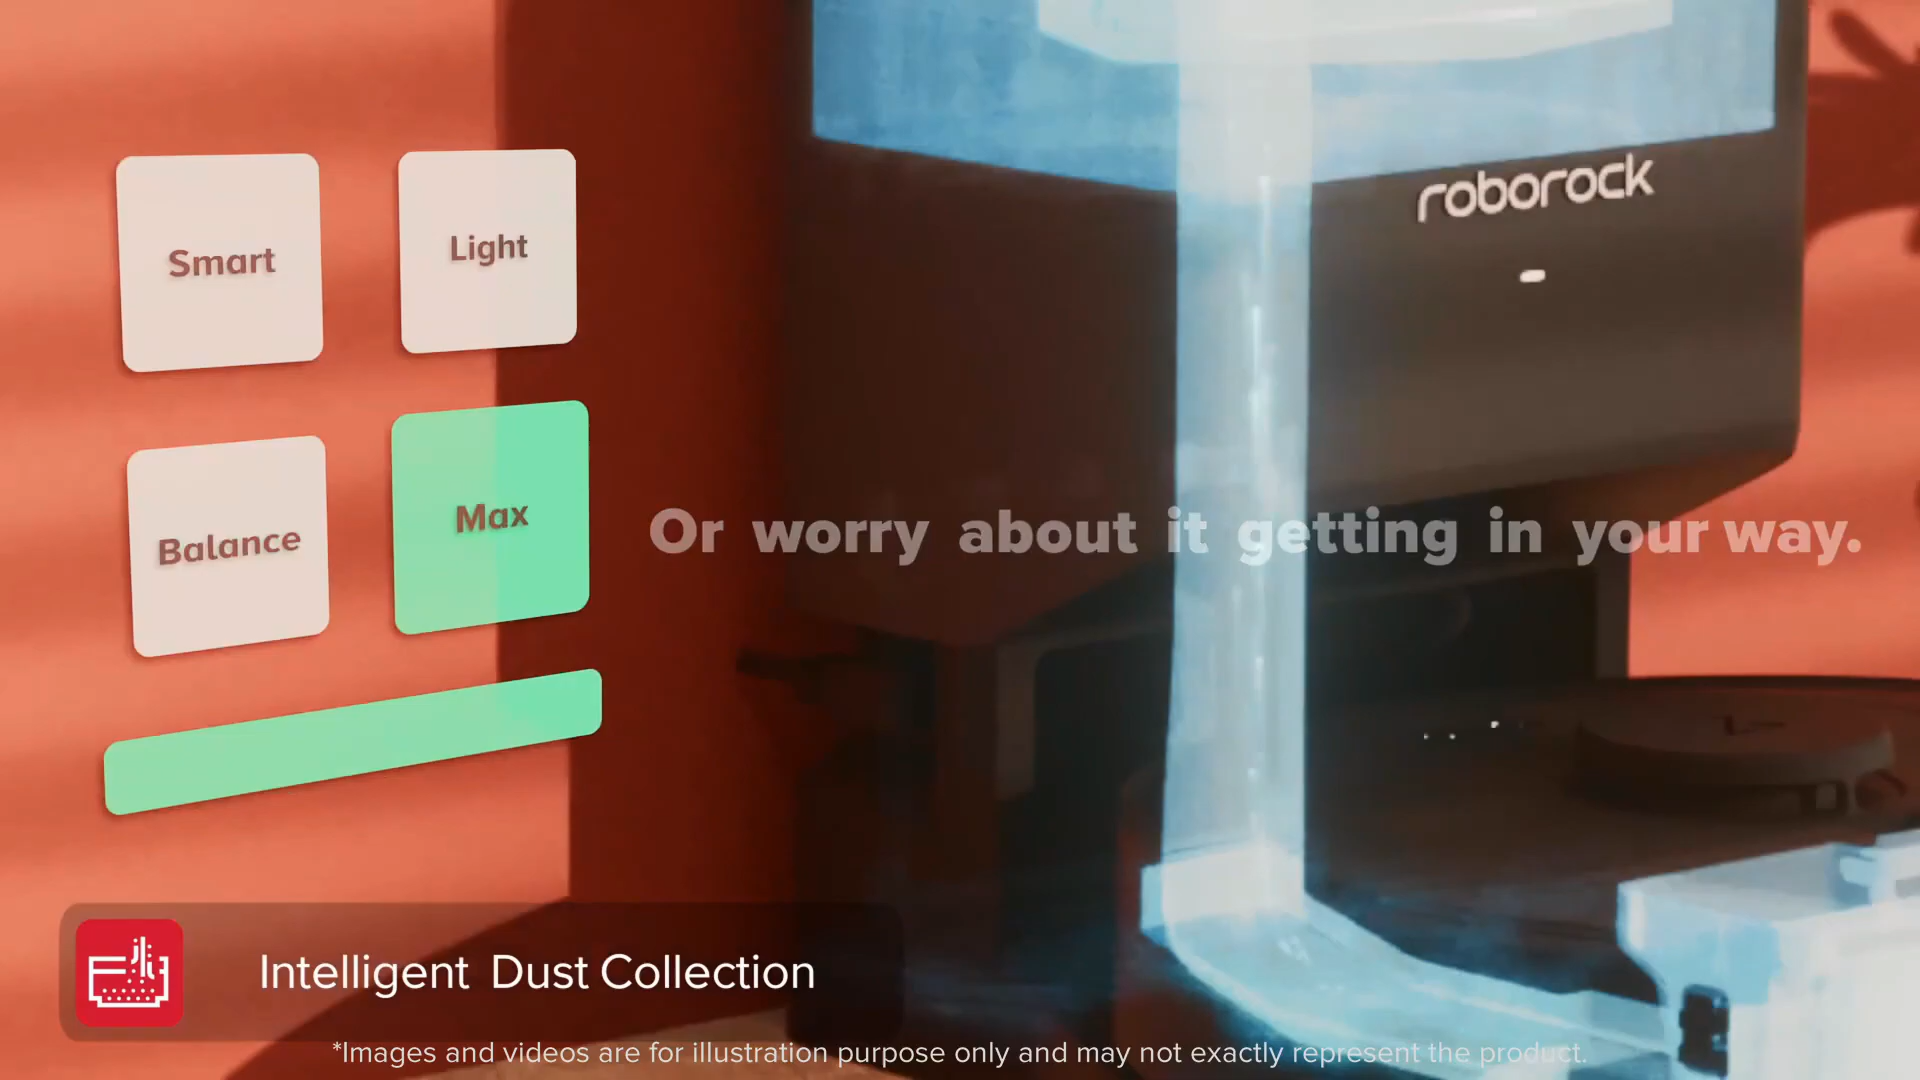 roborock
Smart
Light
Balance
Max
Or worry about it getting in your way.
Intelligent Dust Collection
*Images and videos are for illustration purpose only and may not exactly represent the product.